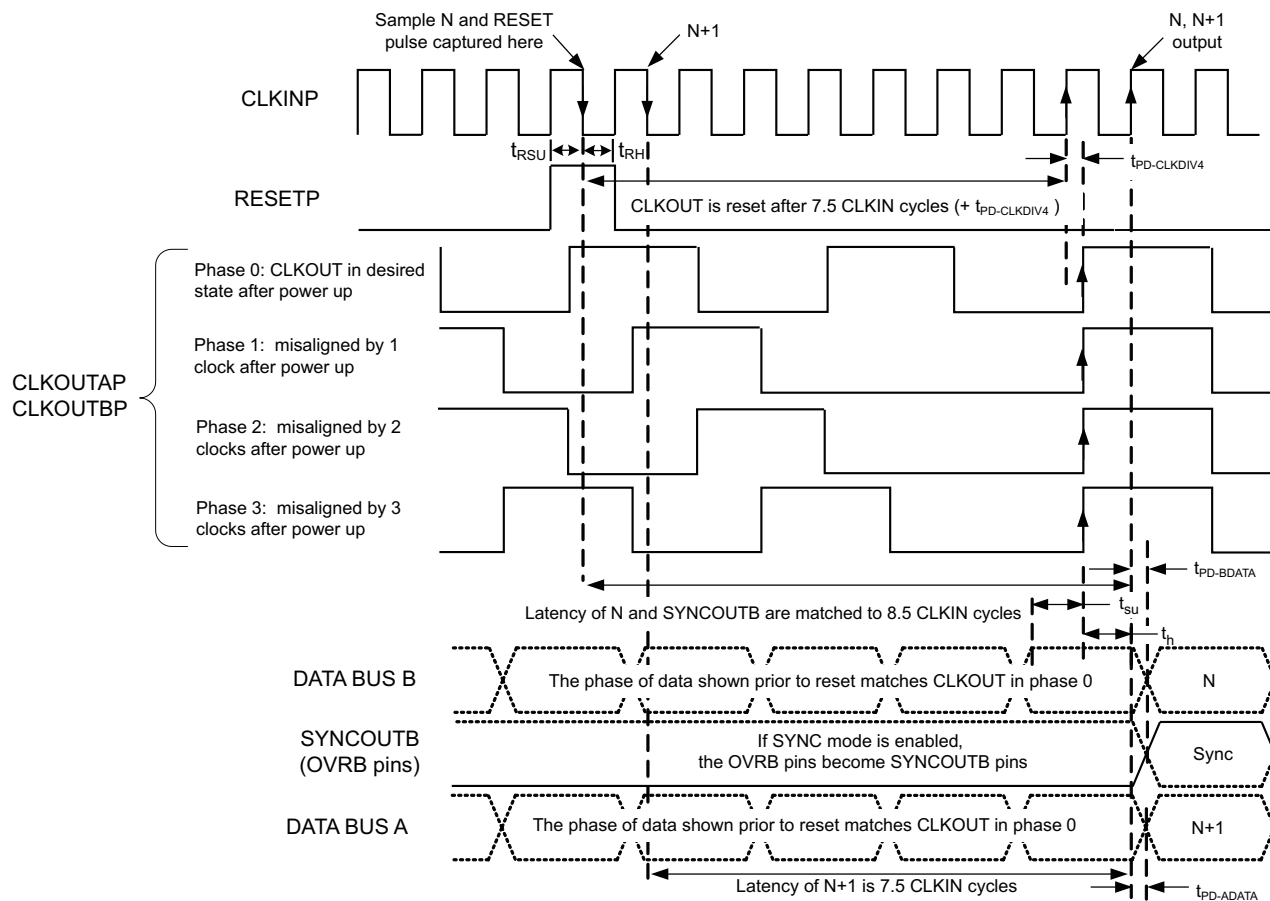 Sample N and RESET
pulse captured here
N+1
N, N+1
output
CLKINP
tRSU
tRH
tPD-CLKDIV4
RESETP
CLKOUT is reset after 7.5 CLKIN cycles (+ tPD-CLKDIV4 )
Phase 0: CLKOUT in desired
state after power up
Phase 1:  misaligned by 1
clock after power up
CLKOUTAP
CLKOUTBP
Phase 2:  misaligned by 2
clocks after power up
Phase 3:  misaligned by 3
clocks after power up
tPD-BDATA
Latency of N and SYNCOUTB are matched to 8.5 CLKIN cycles
tsu
th
DATA BUS B
The phase of data shown prior to reset matches CLKOUT in phase 0
N
SYNCOUTB
(OVRB pins)
If SYNC mode is enabled,
the OVRB pins become SYNCOUTB pins
Sync
DATA BUS A
The phase of data shown prior to reset matches CLKOUT in phase 0
N+1
Latency of N+1 is 7.5 CLKIN cycles
tPD-ADATA